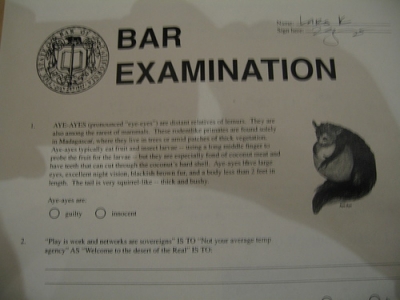 Name: Lara K
Sign here:
BAR
EXAMINATION
1. AYE-AYES (pronounced "eye-eyes") are distant relatives of lemurs. They are
also among the rarest of mammals. These rodentlike primates are found solely
in Madagascar, where they live in trees or amid patches of thick vegetation.
Aye-ayes typically eat fruit and insect larvae -- using a long middle finger to
probe the fruit for the larvae -- but they are especially fond of coconut meat and
have teeth that can cut through the coconut's hard shell. Aye-ayes have large
eyes, excellent night vision, blackish brown fur, and a body less than 2 feet in
length. The tail is very squirrel-like -- thick and bushy.
Aye-ayes are:
guilty innocent
2. "Play is work and networks are sovereigns" IS TO "Not your average temp
agency" AS "Welcome to the desert of the Real" IS TO: